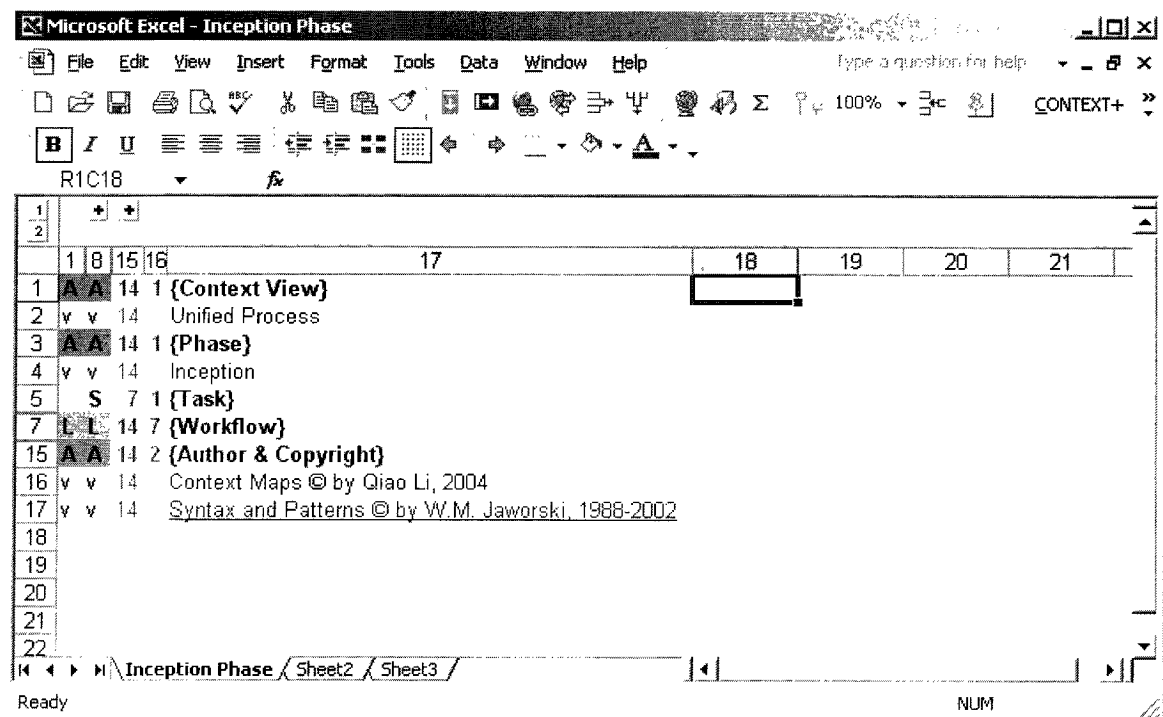 Microsoft Excel - Inception Phase
File Edit View Insert Format Tools Data Window Help Type a question for help
ABC Σ 100% CONTEXT+ »
B I U A
R1C18 fx
1
2
1 8 15 16 17 18 19 20 21
1 A A 14 1 {Context View}
2 v v 14 Unified Process
3 A A 14 1 {Phase}
4 v v 14 Inception
5 S 7 1 {Task}
7 L L 14 7 {Workflow}
15 A A 14 2 {Author & Copyright}
16 v v 14 Context Maps © by Qiao Li, 2004
17 v v 14 Syntax and Patterns © by W.M. Jaworski, 1988-2002
18
19
20
21
22
Inception Phase Sheet2 Sheet3
Ready NUM